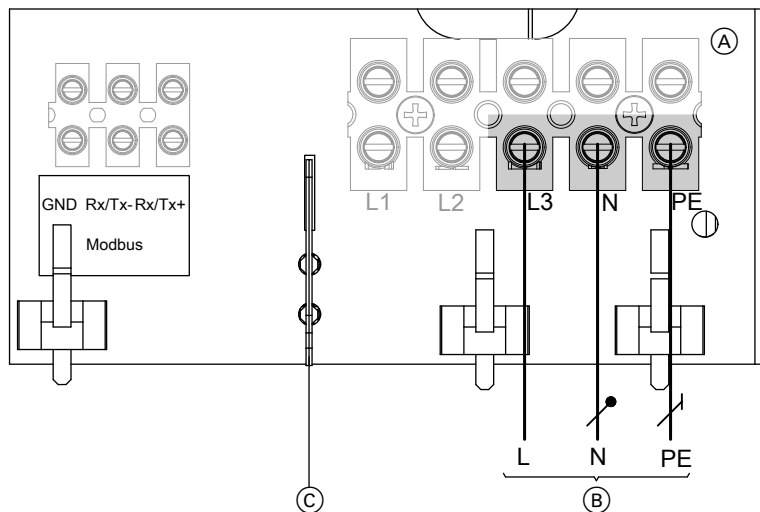 A
L1 L2 L3 N PE
GND Rx/Tx- Rx/Tx+
Modbus
L N PE
C B